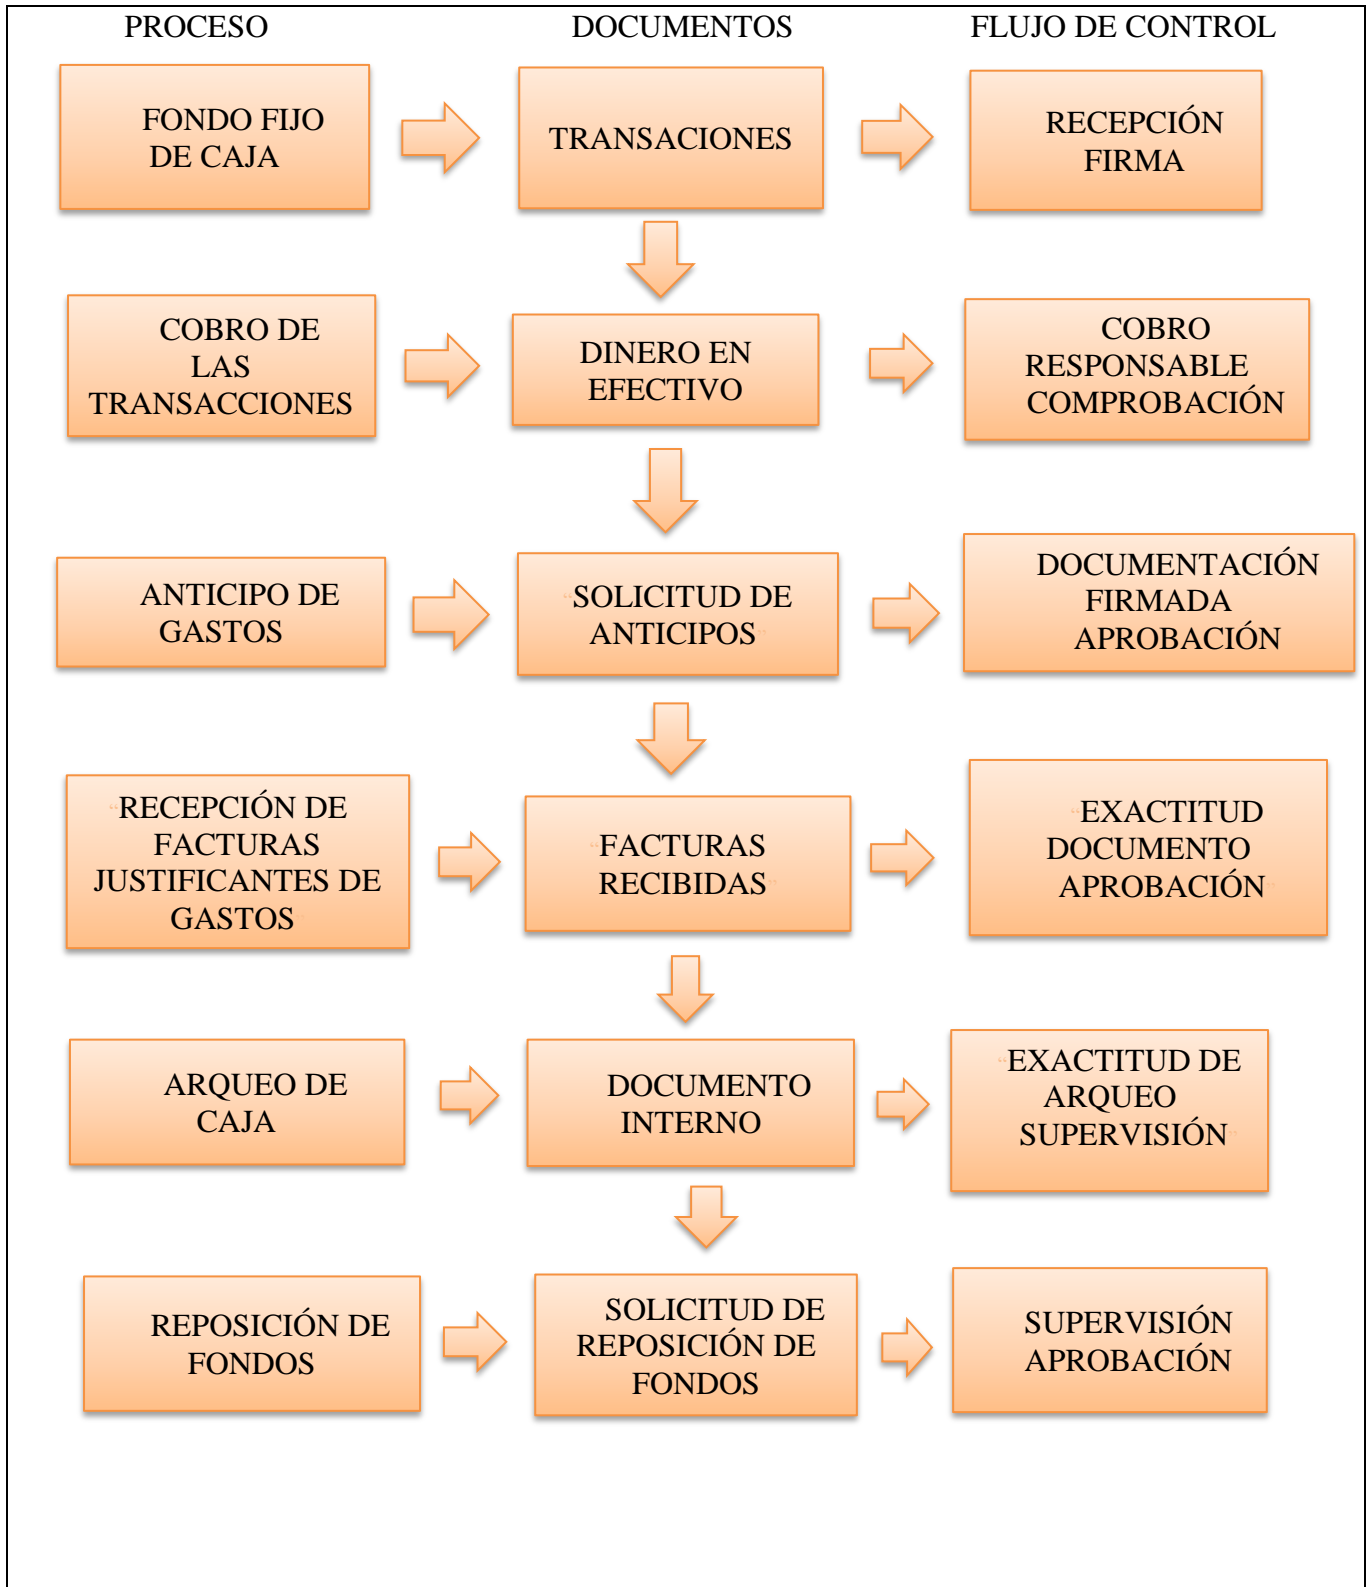 PROCESO DOCUMENTOS FLUJO DE CONTROL
FONDO FIJO
DE CAJA
TRANSACIONES
RECEPCIÓN
FIRMA
COBRO DE
LAS
TRANSACCIONES
DINERO EN
EFECTIVO
COBRO
RESPONSABLE
COMPROBACIÓN
ANTICIPO DE
GASTOS
“SOLICITUD DE
ANTICIPOS”
DOCUMENTACIÓN
FIRMADA
APROBACIÓN
“RECEPCIÓN DE
FACTURAS
JUSTIFICANTES DE
GASTOS”
“FACTURAS
RECIBIDAS”
“EXACTITUD
DOCUMENTO
APROBACIÓN”
ARQUEO DE
CAJA
DOCUMENTO
INTERNO
“EXACTITUD DE
ARQUEO
SUPERVISIÓN”
REPOSICIÓN DE
FONDOS
SOLICITUD DE
REPOSICIÓN DE
FONDOS
SUPERVISIÓN
APROBACIÓN